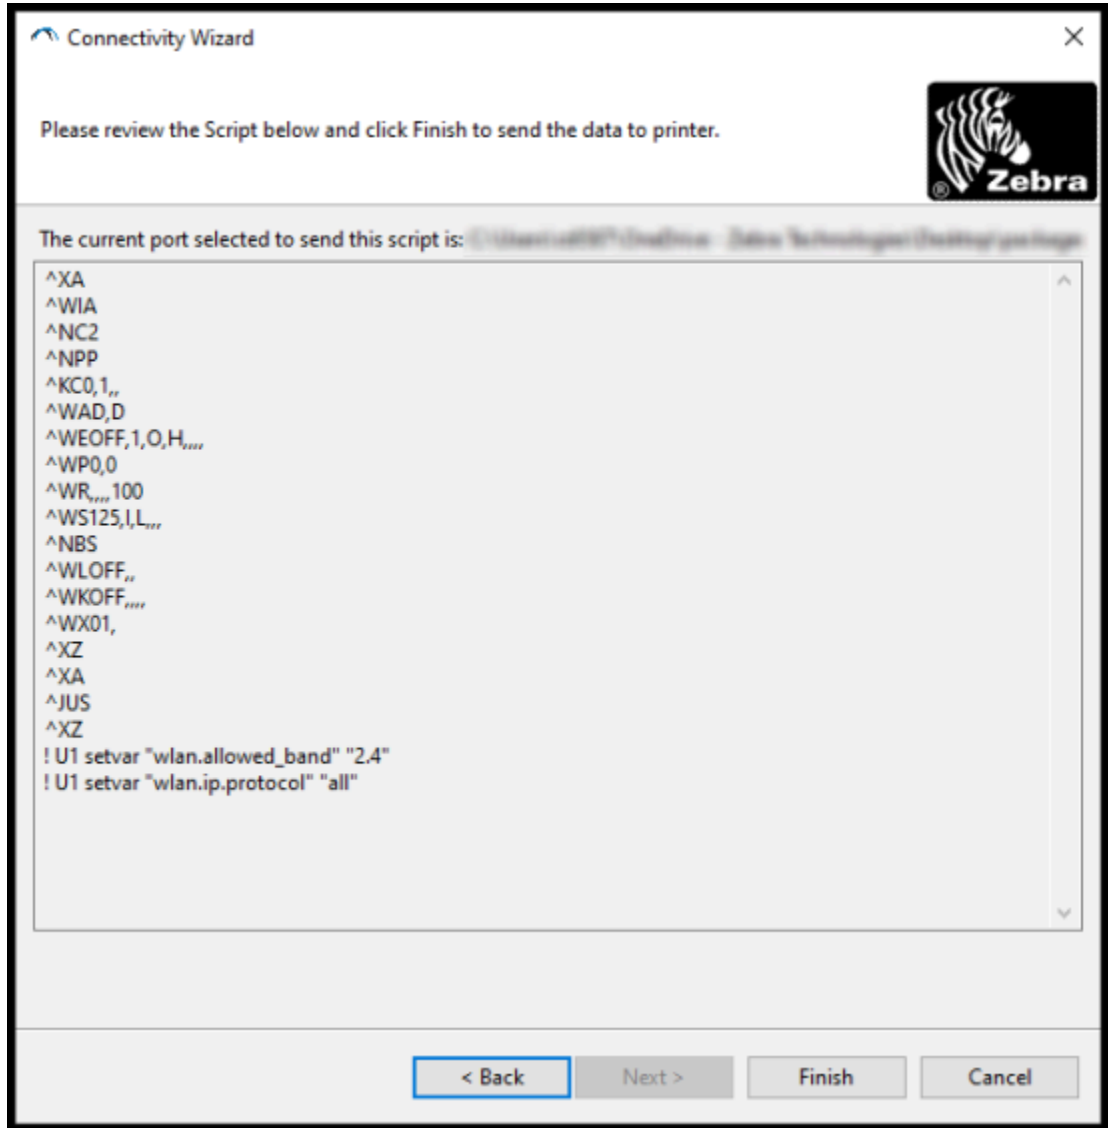 Connectivity Wizard
Please review the Script below and click Finish to send the data to printer.
® Zebra
The current port selected to send this script is:
^XA
^WIA
^NC2
^NPP
^KC0,1,,
^WAD,D
^WEOFF,1,O,H,,,,
^WP0,0
^WR,,,,100
^WS125,I,L,,,
^NBS
^WLOFF,,
^WKOFF,,,,
^WX01,
^XZ
^XA
^JUS
^XZ
! U1 setvar "wlan.allowed_band" "2.4"
! U1 setvar "wlan.ip.protocol" "all"
< Back
Next >
Finish
Cancel